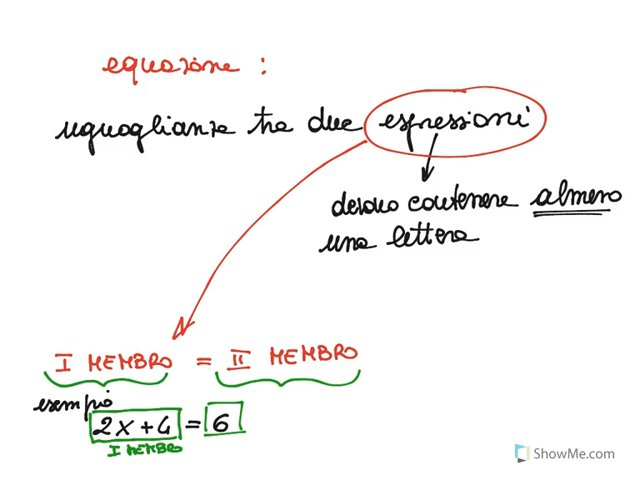 equazione :
uguaglianza tra due espressioni
devono contenere almeno
una lettera
I MEMBRO = II MEMBRO
esempio
2x+4 = 6
I MEMBRO
ShowMe.com